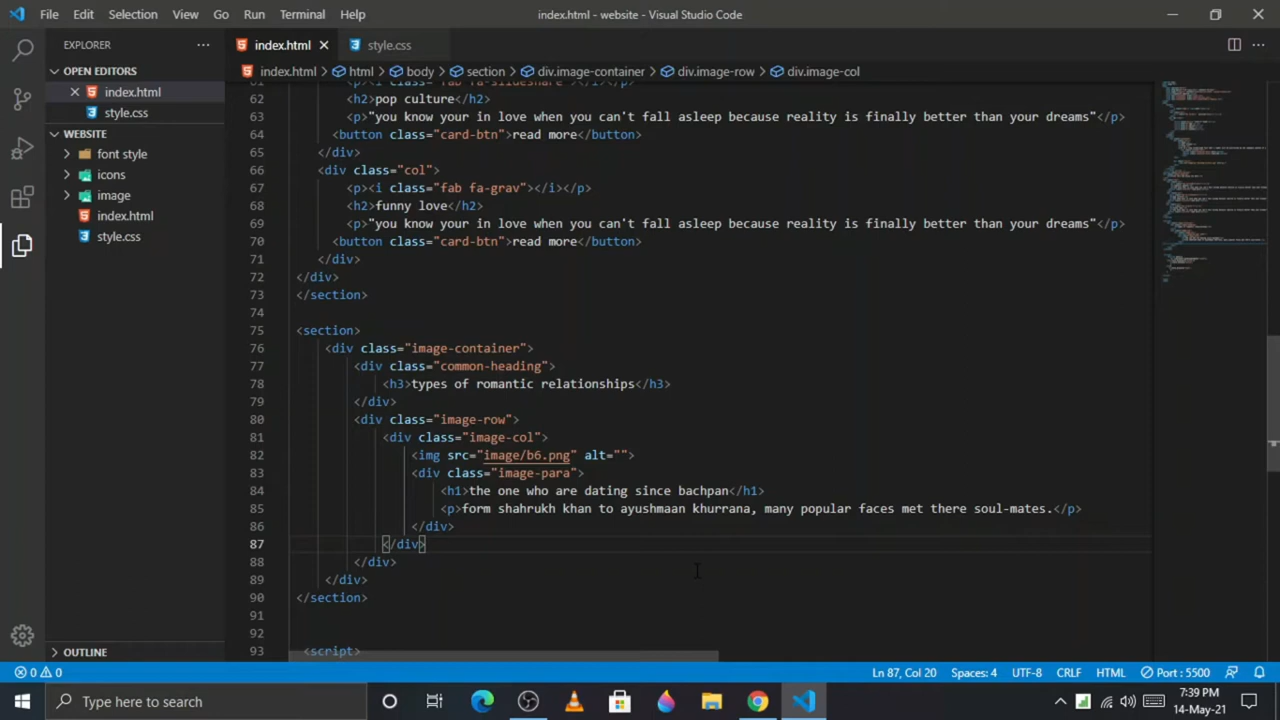 File Edit Selection View Go Run Terminal Help index.html - website - Visual Studio Code
EXPLORER ... index.html style.css
OPEN EDITORS index.html > html > body > section > div.image-container > div.image-row > div.image-col
index.html
style.css
WEBSITE
font style
icons
image
index.html
style.css
62 <h2>pop culture</h2>
63 <p>"you know your in love when you can't fall asleep because reality is finally better than your dreams"</p>
64 <button class="card-btn">read more</button>
65 </div>
66 <div class="col">
67 <p><i class="fab fa-grav"></i></p>
68 <h2>funny love</h2>
69 <p>"you know your in love when you can't fall asleep because reality is finally better than your dreams"</p>
70 <button class="card-btn">read more</button>
71 </div>
72 </div>
73 </section>
74
75 <section>
76 <div class="image-container">
77 <div class="common-heading">
78 <h3>types of romantic relationships</h3>
79 </div>
80 <div class="image-row">
81 <div class="image-col">
82 <img src="image/b6.png" alt="">
83 <div class="image-para">
84 <h1>the one who are dating since bachpan</h1>
85 <p>form shahrukh khan to ayushmaan khurrana, many popular faces met there soul-mates.</p>
86 </div>
87 </div>
88 </div>
89 </div>
90 </section>
91
92
93 <script>
OUTLINE
0 0 Ln 87, Col 20 Spaces: 4 UTF-8 CRLF HTML Port : 5500
Type here to search
7:39 PM
14-May-21